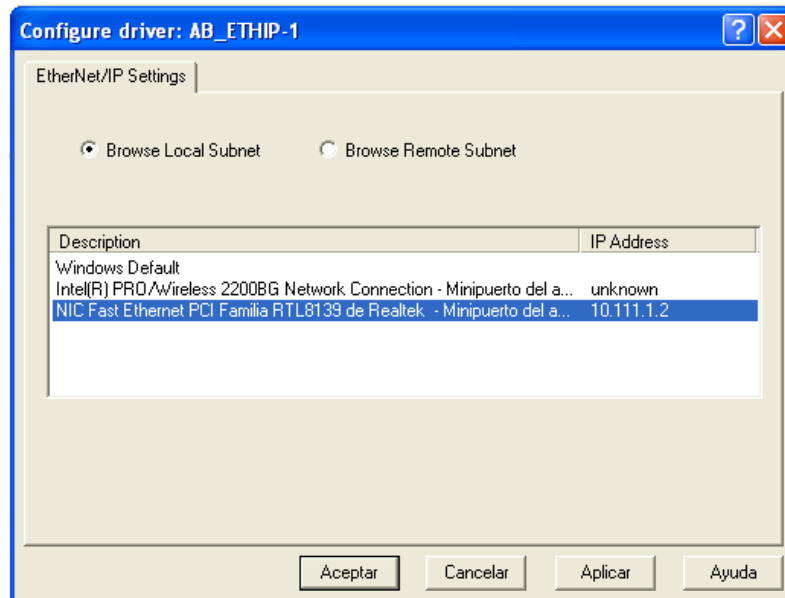 Configure driver: AB_ETHIP-1
EtherNet/IP Settings
Browse Local Subnet Browse Remote Subnet
Description IP Address
Windows Default
Intel(R) PRO/Wireless 2200BG Network Connection - Minipuerto del a... unknown
NIC Fast Ethernet PCI Familia RTL8139 de Realtek - Minipuerto del a... 10.111.1.2
Aceptar Cancelar Aplicar Ayuda